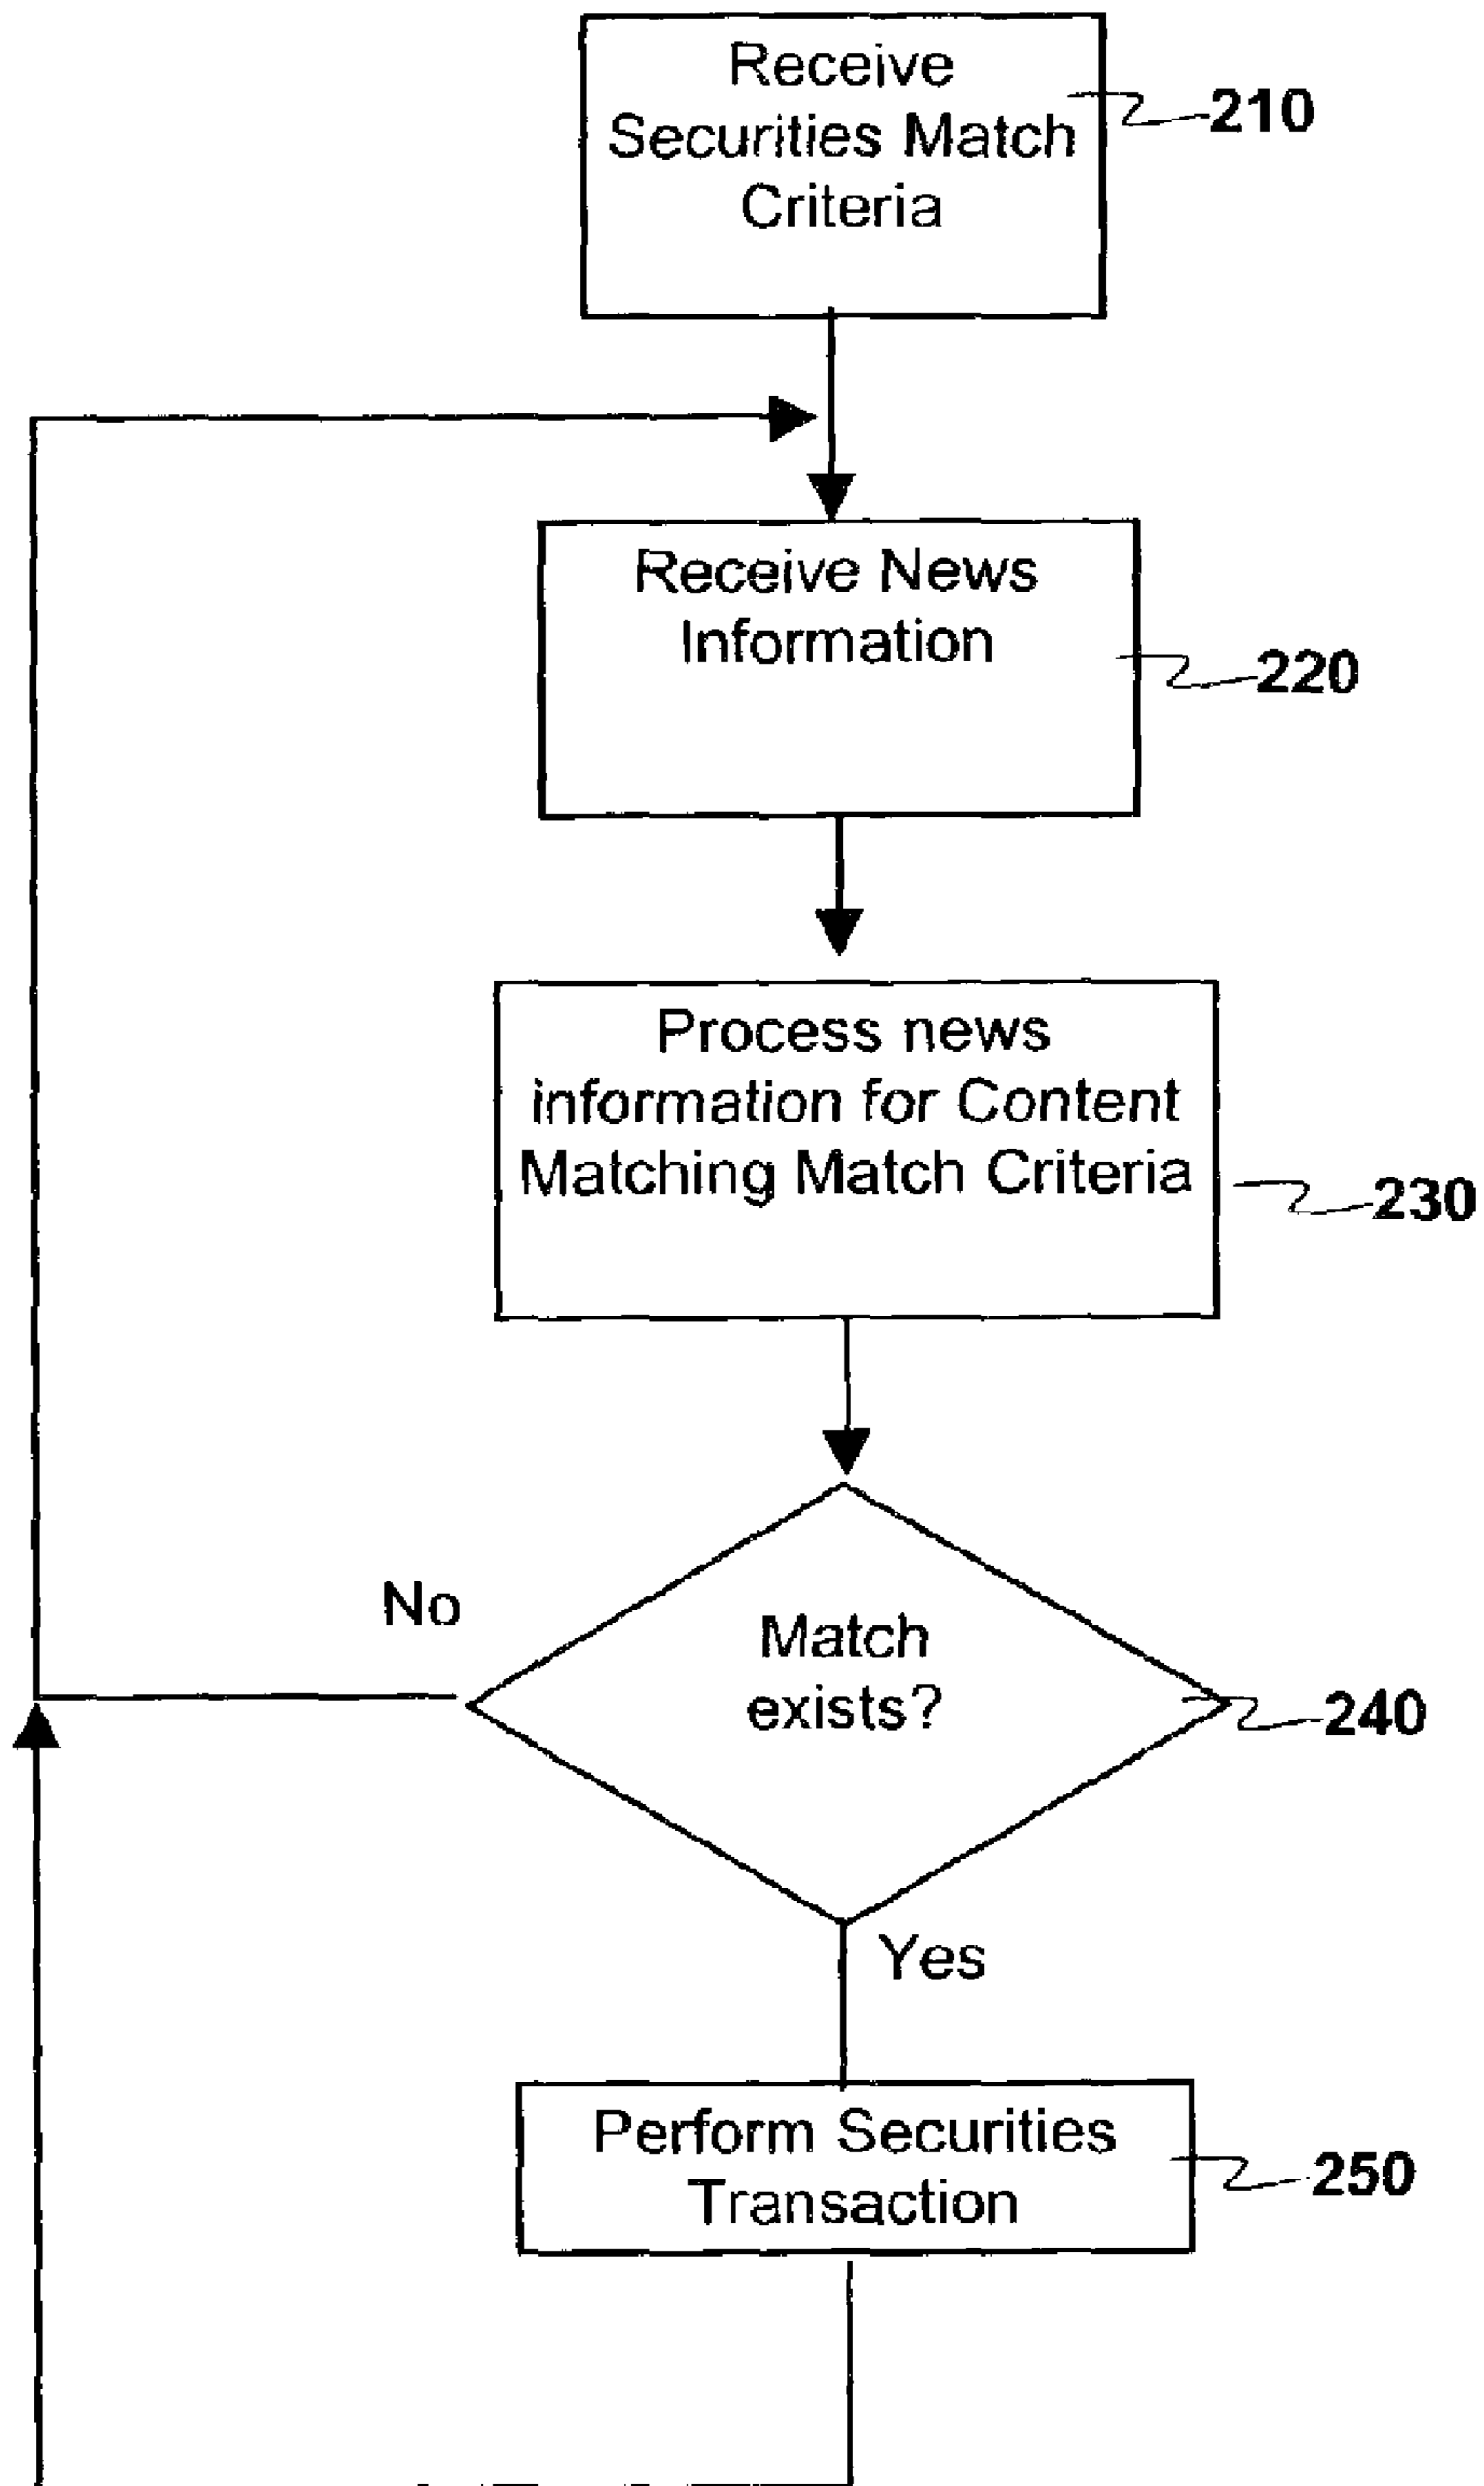 Receive
Securities Match
Criteria
210
Receive News
Information
220
Process news
information for Content
Matching Match Criteria
230
No
Match
exists?
240
Yes
Perform Securities
Transaction
250